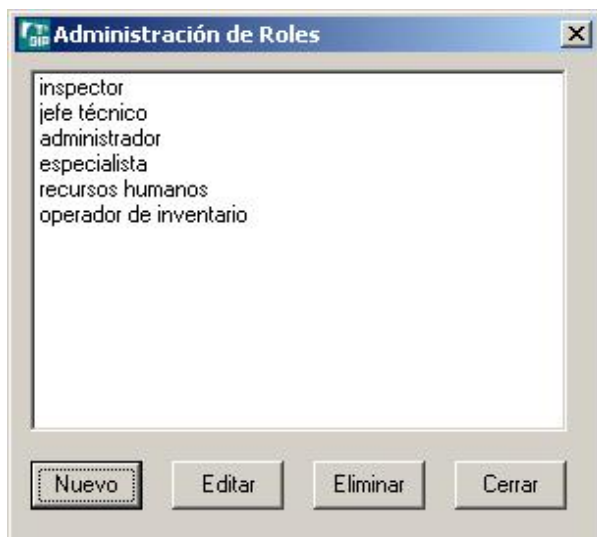 Administración de Roles
inspector
jefe técnico
administrador
especialista
recursos humanos
operador de inventario
Nuevo Editar Eliminar Cerrar